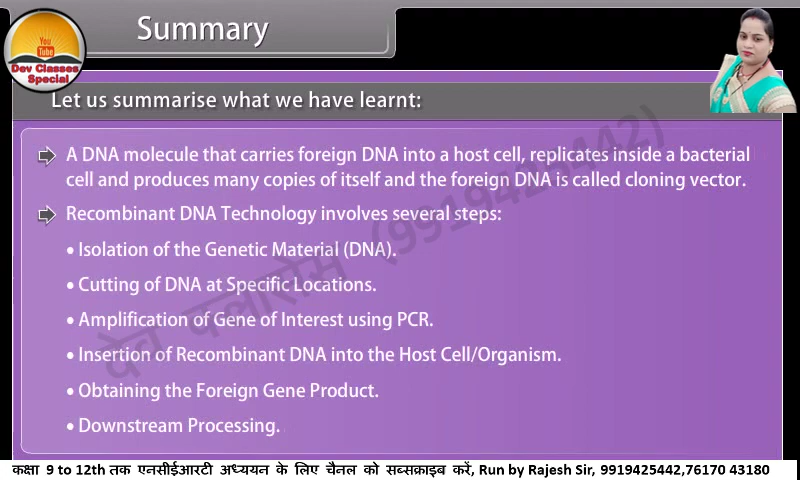 Summary
You
Tube
Dev Classes
Special
Let us summarise what we have learnt:
A DNA molecule that carries foreign DNA into a host cell, replicates inside a bacterial
cell and produces many copies of itself and the foreign DNA is called cloning vector.
Recombinant DNA Technology involves several steps:
• Isolation of the Genetic Material (DNA).
• Cutting of DNA at Specific Locations.
• Amplification of Gene of Interest using PCR.
• Insertion of Recombinant DNA into the Host Cell/Organism.
• Obtaining the Foreign Gene Product.
• Downstream Processing.
देव क्लासेस (9919425442)
कक्षा 9 to 12th तक एनसीईआरटी अध्ययन के लिए चैनल को सब्सक्राइब करें, Run by Rajesh Sir, 9919425442,76170 43180